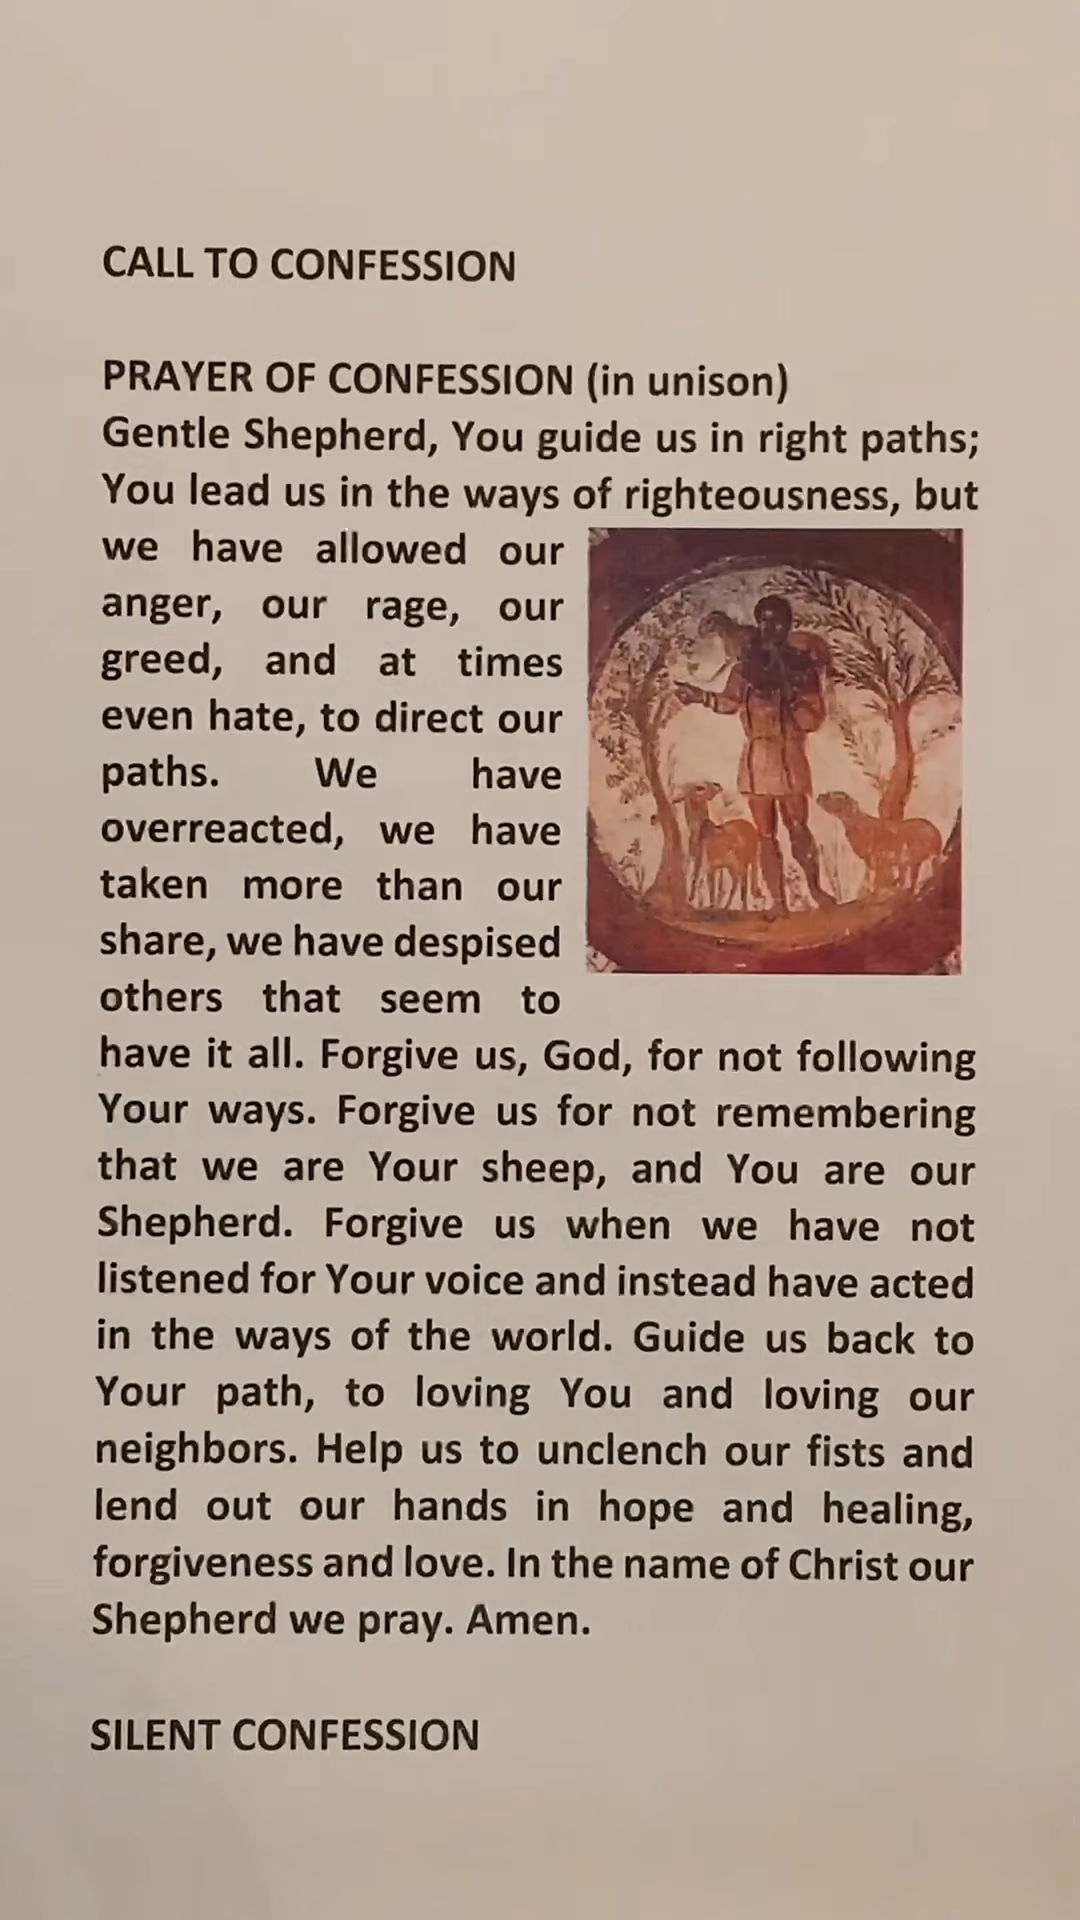 CALL TO CONFESSION
PRAYER OF CONFESSION (in unison)
Gentle Shepherd, You guide us in right paths;
You lead us in the ways of righteousness, but
we have allowed our
anger, our rage, our
greed, and at times
even hate, to direct our
paths. We have
overreacted, we have
taken more than our
share, we have despised
others that seem to
have it all. Forgive us, God, for not following
Your ways. Forgive us for not remembering
that we are Your sheep, and You are our
Shepherd. Forgive us when we have not
listened for Your voice and instead have acted
in the ways of the world. Guide us back to
Your path, to loving You and loving our
neighbors. Help us to unclench our fists and
lend out our hands in hope and healing,
forgiveness and love. In the name of Christ our
Shepherd we pray. Amen.
SILENT CONFESSION